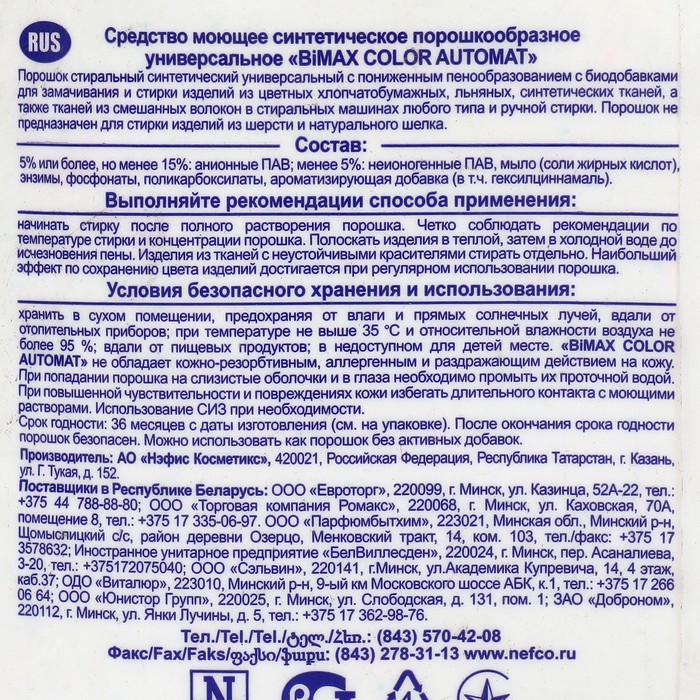 RUS
Средство моющее синтетическое порошкообразное
универсальное «BiMAX COLOR AUTOMAT»
Порошок стиральный синтетический универсальный с пониженным пенообразованием с биодобавками
для замачивания и стирки изделий из цветных хлопчатобумажных, льняных, синтетических тканей, а
также тканей из смешанных волокон в стиральных машинах любого типа и ручной стирки. Порошок не
предназначен для стирки изделий из шерсти и натурального шелка.
Состав:
5% или более, но менее 15%: анионные ПАВ; менее 5%: неионогенные ПАВ, мыло (соли жирных кислот),
энзимы, фосфонаты, поликарбоксилаты, ароматизирующая добавка (в т.ч. гексилциннамаль).
Выполняйте рекомендации способа применения:
начинать стирку после полного растворения порошка. Четко соблюдать рекомендации по
температуре стирки и концентрации порошка. Полоскать изделия в теплой, затем в холодной воде до
исчезновения пены. Изделия из тканей с неустойчивыми красителями стирать отдельно. Наибольший
эффект по сохранению цвета изделий достигается при регулярном использовании порошка.
Условия безопасного хранения и использования:
хранить в сухом помещении, предохраняя от влаги и прямых солнечных лучей, вдали от
отопительных приборов; при температуре не выше 35 °С и относительной влажности воздуха не
более 95 %; вдали от пищевых продуктов; в недоступном для детей месте. «BiMAX COLOR
AUTOMAT» не обладает кожно-резорбтивным, аллергенным и раздражающим действием на кожу.
При попадании порошка на слизистые оболочки и в глаза необходимо промыть их проточной водой.
При повышенной чувствительности и повреждениях кожи избегать длительного контакта с моющими
растворами. Использование СИЗ при необходимости.
Срок годности: 36 месяцев с даты изготовления (см. на упаковке). После окончания срока годности
порошок безопасен. Можно использовать как порошок без активных добавок.
Производитель: АО «Нэфис Косметикс», 420021, Российская Федерация, Республика Татарстан, г. Казань,
ул. Г. Тукая, д. 152.
Поставщики в Республике Беларусь: ООО «Евроторг», 220099, г. Минск, ул. Казинца, 52А-22, тел.:
+375 44 788-88-80; ООО «Торговая компания Ромакс», 220068, г. Минск, ул. Каховская, 70А,
помещение 8, тел.: +375 17 335-06-97. ООО «Парфюмбытхим», 223021, Минская обл., Минский р-н,
Щомыслицкий с/с, район деревни Озерцо, Менковский тракт, 14, ком. 103, тел./факс: +375 17
3578632; Иностранное унитарное предприятие «БелВиллесден», 220024, г. Минск, пер. Асаналиева,
3-20, тел.: +375172075040; ООО «Сэльвин», 220141, г.Минск, ул.Академика Купревича, 14, 4 этаж,
каб.37; ОДО «Виталюр», 223010, Минский р-н, 9-ый км Московского шоссе АБК, к.1, тел.: +375 17 266
06 64; ООО «Юнистор Групп», 220025, г. Минск, ул. Слободская, д. 131, пом. 1; ЗАО «Доброном»,
220112, г. Минск, ул. Янки Лучины, д. 5, тел.: +375 17 362-98-76.
Тел./Tel./Tel./ტელ./Հեռ.: (843) 570-42-08
Факс/Fax/Faks/ფაქსი/ֆաքս: (843) 278-31-13 www.nefco.ru